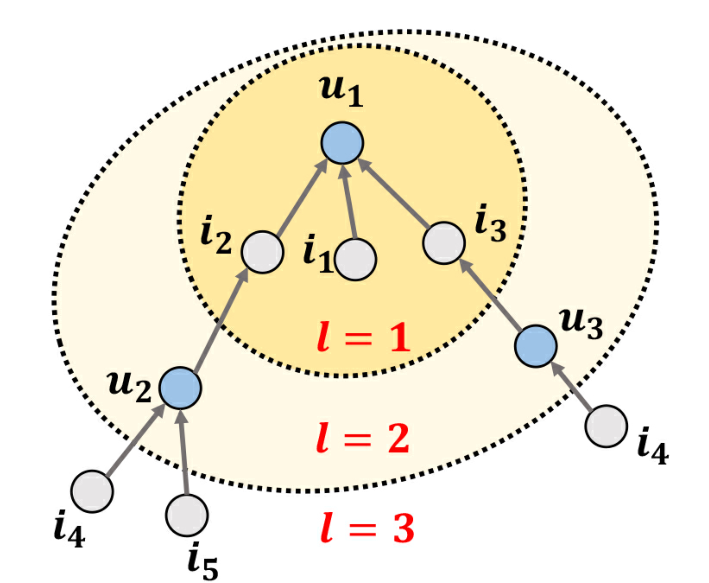 u₁
i₂
i₁
i₃
l = 1
u₃
u₂
l = 2
i₄
i₄
l = 3
i₅